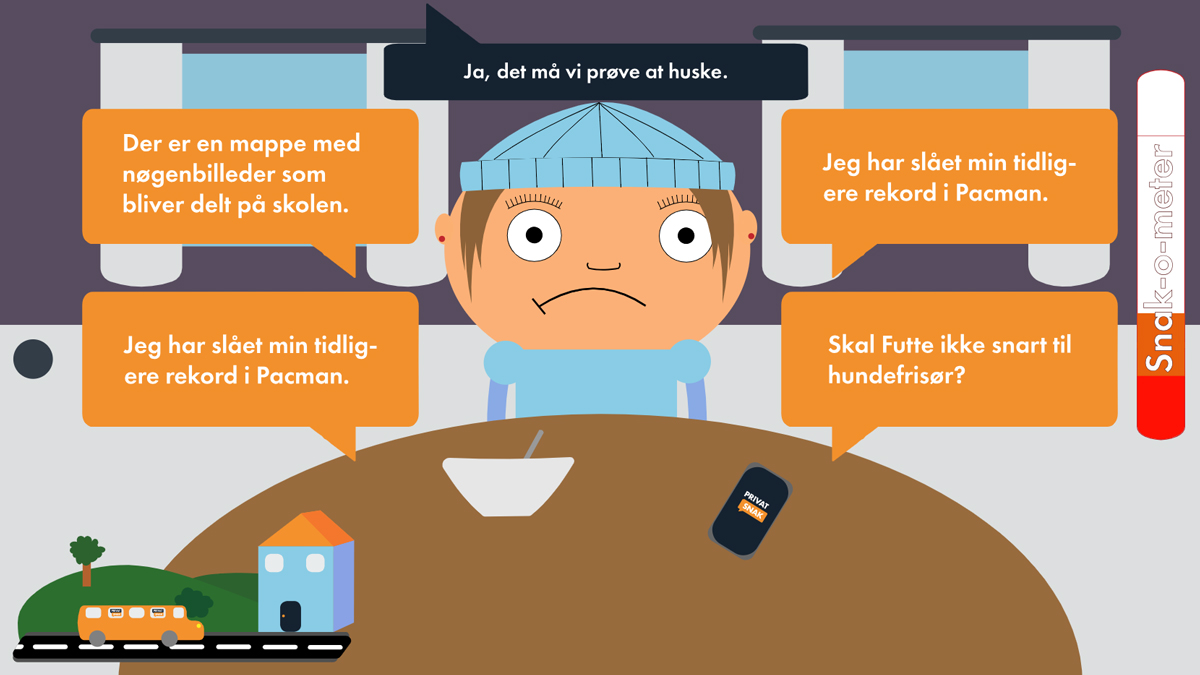 Ja, det må vi prøve at huske.
Der er en mappe med
nøgenbilleder som
bliver delt på skolen.
Jeg har slået min tidlig-
ere rekord i Pacman.
Jeg har slået min tidlig-
ere rekord i Pacman.
Skal Futte ikke snart til
hundefrisør?
Snak-o-meter
PRIVAT
SNAK